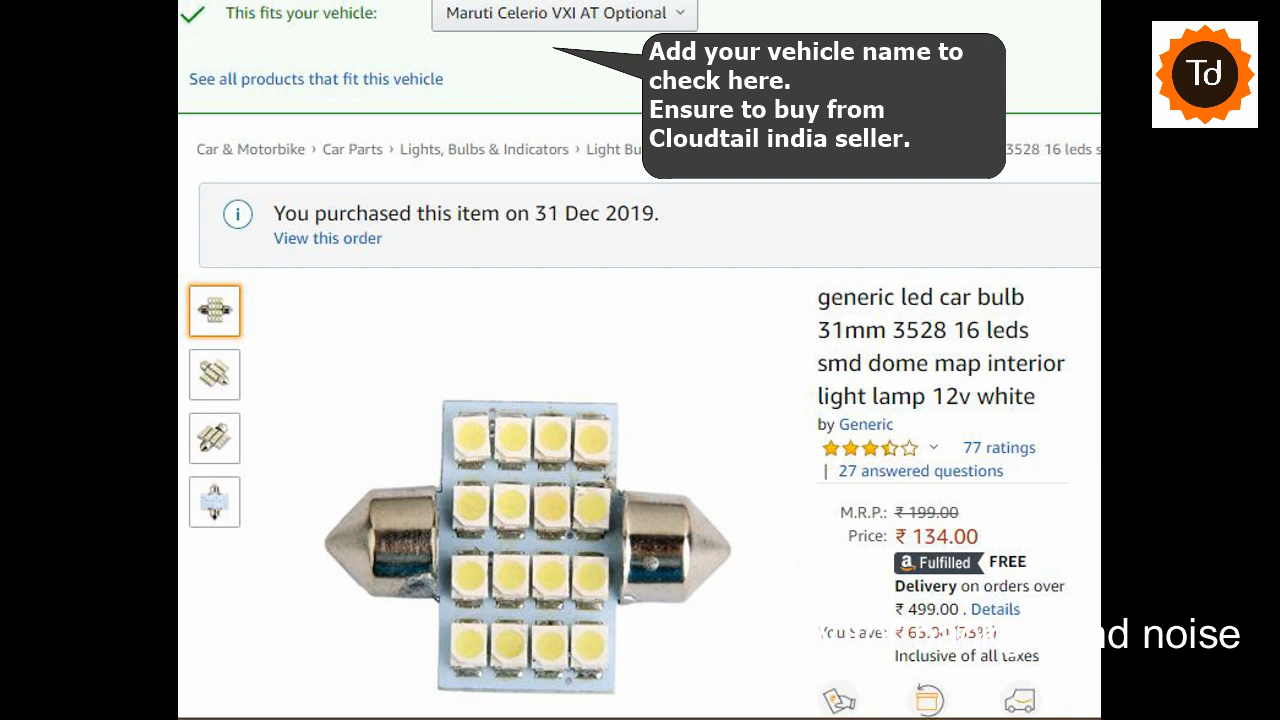 This fits your vehicle:
Maruti Celerio VXI AT Optional
Add your vehicle name to
check here.
Ensure to buy from
Cloudtail india seller.
See all products that fit this vehicle
Td
Car & Motorbike › Car Parts › Lights, Bulbs & Indicators › Light
3528 16 leds
i
You purchased this item on 31 Dec 2019.
View this order
generic led car bulb
31mm 3528 16 leds
smd dome map interior
light lamp 12v white
by Generic
77 ratings
| 27 answered questions
M.R.P.: ₹ 199.00
Price: ₹ 134.00
a Fulfilled FREE
Delivery on orders over
₹ 499.00 . Details
You Save:
noise
Inclusive of all taxes